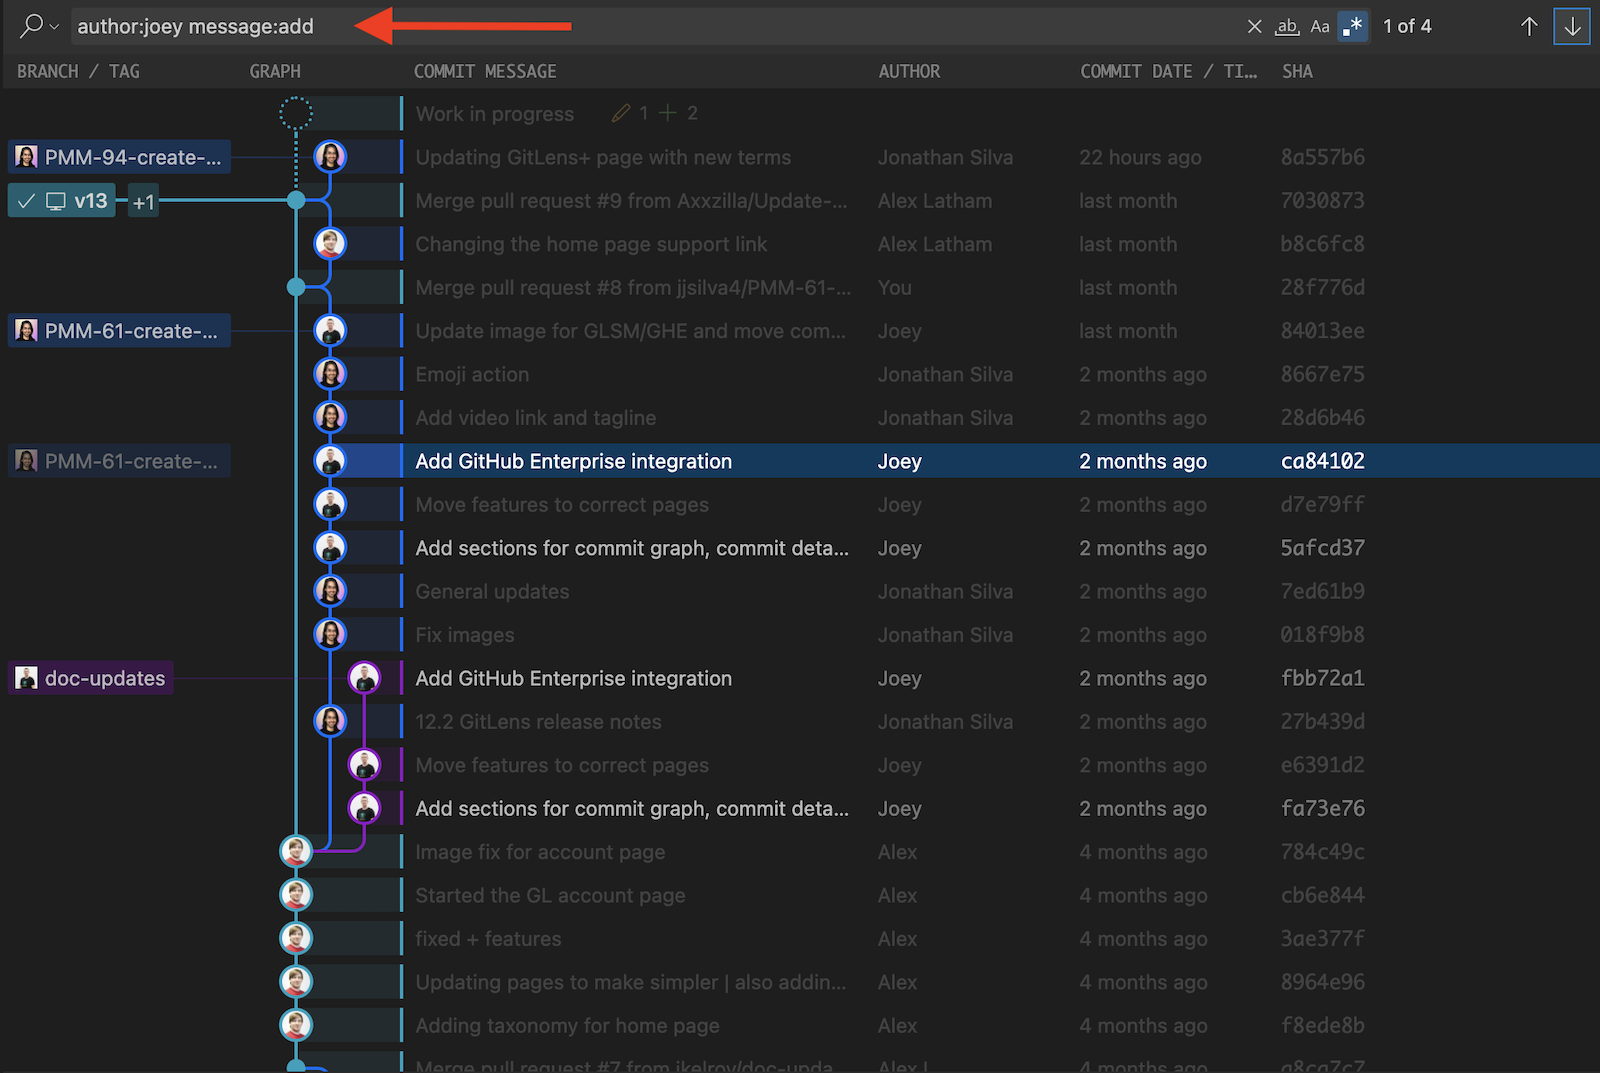 author:joey message:add ab Aa .* 1 of 4
BRANCH / TAG GRAPH COMMIT MESSAGE AUTHOR COMMIT DATE / TI... SHA
Work in progress 1 + 2
PMM-94-create-... Updating GitLens+ page with new terms Jonathan Silva 22 hours ago 8a557b6
v13 +1 Merge pull request #9 from Axxzilla/Update-... Alex Latham last month 7030873
Changing the home page support link Alex Latham last month b8c6fc8
Merge pull request #8 from jjsilva4/PMM-61-... You last month 28f776d
PMM-61-create-... Update image for GLSM/GHE and move com... Joey last month 84013ee
Emoji action Jonathan Silva 2 months ago 8667e75
Add video link and tagline Jonathan Silva 2 months ago 28d6b46
PMM-61-create-... Add GitHub Enterprise integration Joey 2 months ago ca84102
Move features to correct pages Joey 2 months ago d7e79ff
Add sections for commit graph, commit deta... Joey 2 months ago 5afcd37
General updates Jonathan Silva 2 months ago 7ed61b9
Fix images Jonathan Silva 2 months ago 018f9b8
doc-updates Add GitHub Enterprise integration Joey 2 months ago fbb72a1
12.2 GitLens release notes Jonathan Silva 2 months ago 27b439d
Move features to correct pages Joey 2 months ago e6391d2
Add sections for commit graph, commit deta... Joey 2 months ago fa73e76
Image fix for account page Alex 4 months ago 784c49c
Started the GL account page Alex 4 months ago cb6e844
fixed + features Alex 4 months ago 3ae377f
Updating pages to make simpler | also addin... Alex 4 months ago 8964e96
Adding taxonomy for home page Alex 4 months ago f8ede8b
Merge pull request #7 from ikelroy/doc-upda 4 months ago